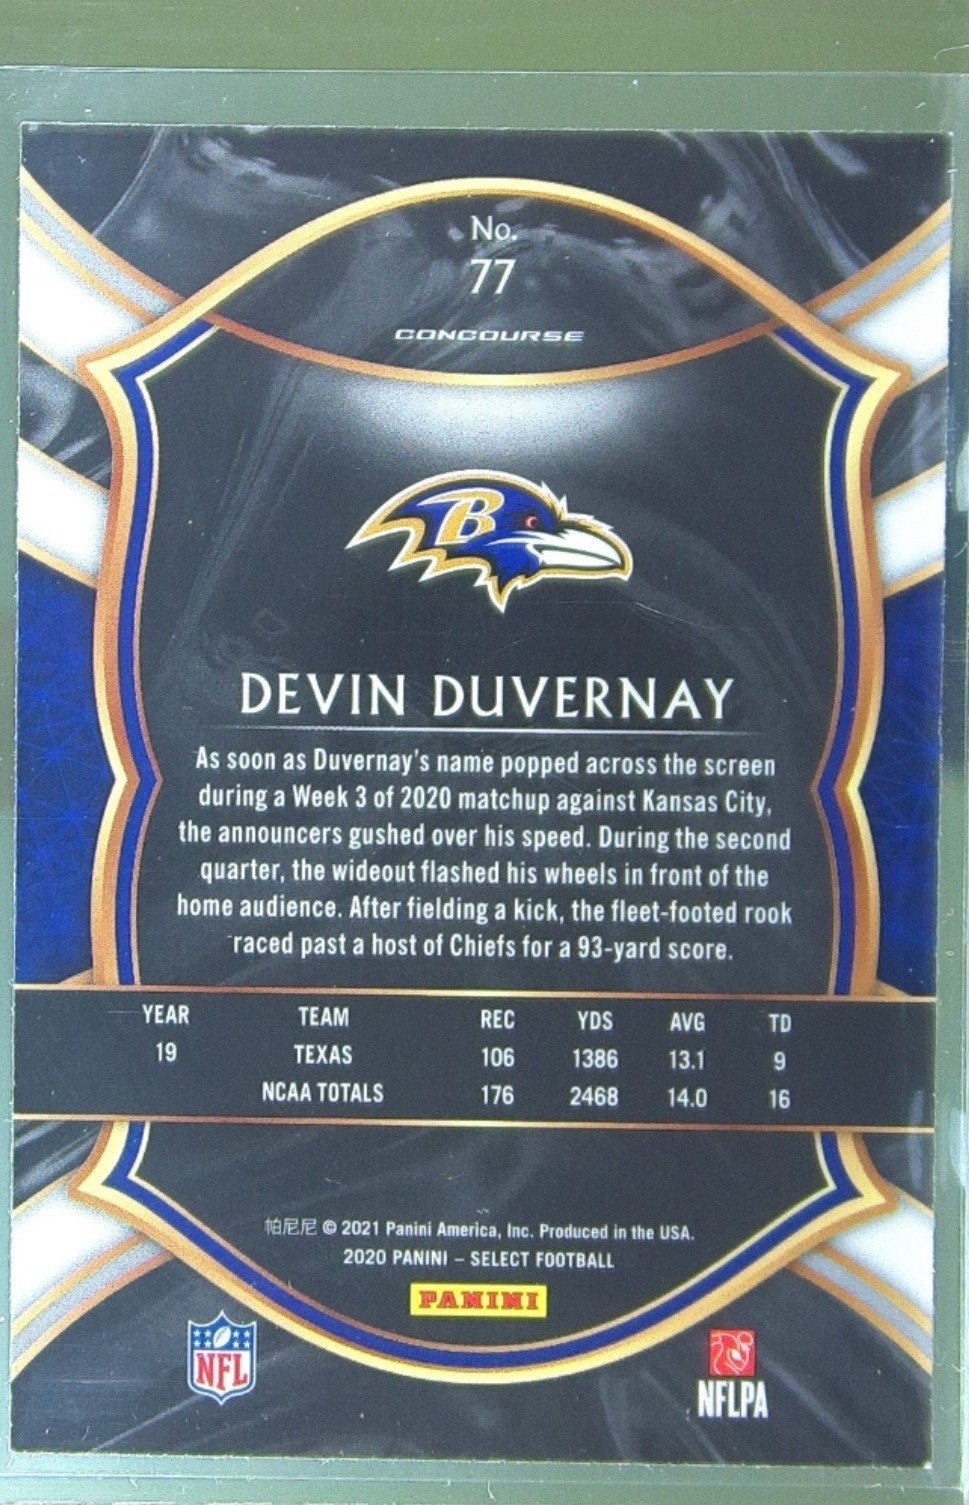 No.
77
CONCOURSE
B
DEVIN DUVERNAY
As soon as Duvernay's name popped across the screen
during a Week 3 of 2020 matchup against Kansas City,
the announcers gushed over his speed. During the second
quarter, the wideout flashed his wheels in front of the
home audience. After fielding a kick, the fleet-footed rook
raced past a host of Chiefs for a 93-yard score.
YEAR TEAM REC YDS AVG TD
19 TEXAS 106 1386 13.1 9
NCAA TOTALS 176 2468 14.0 16
帕尼尼 © 2021 Panini America, Inc. Produced in the USA.
2020 PANINI – SELECT FOOTBALL
PANINI
NFL
NFLPA